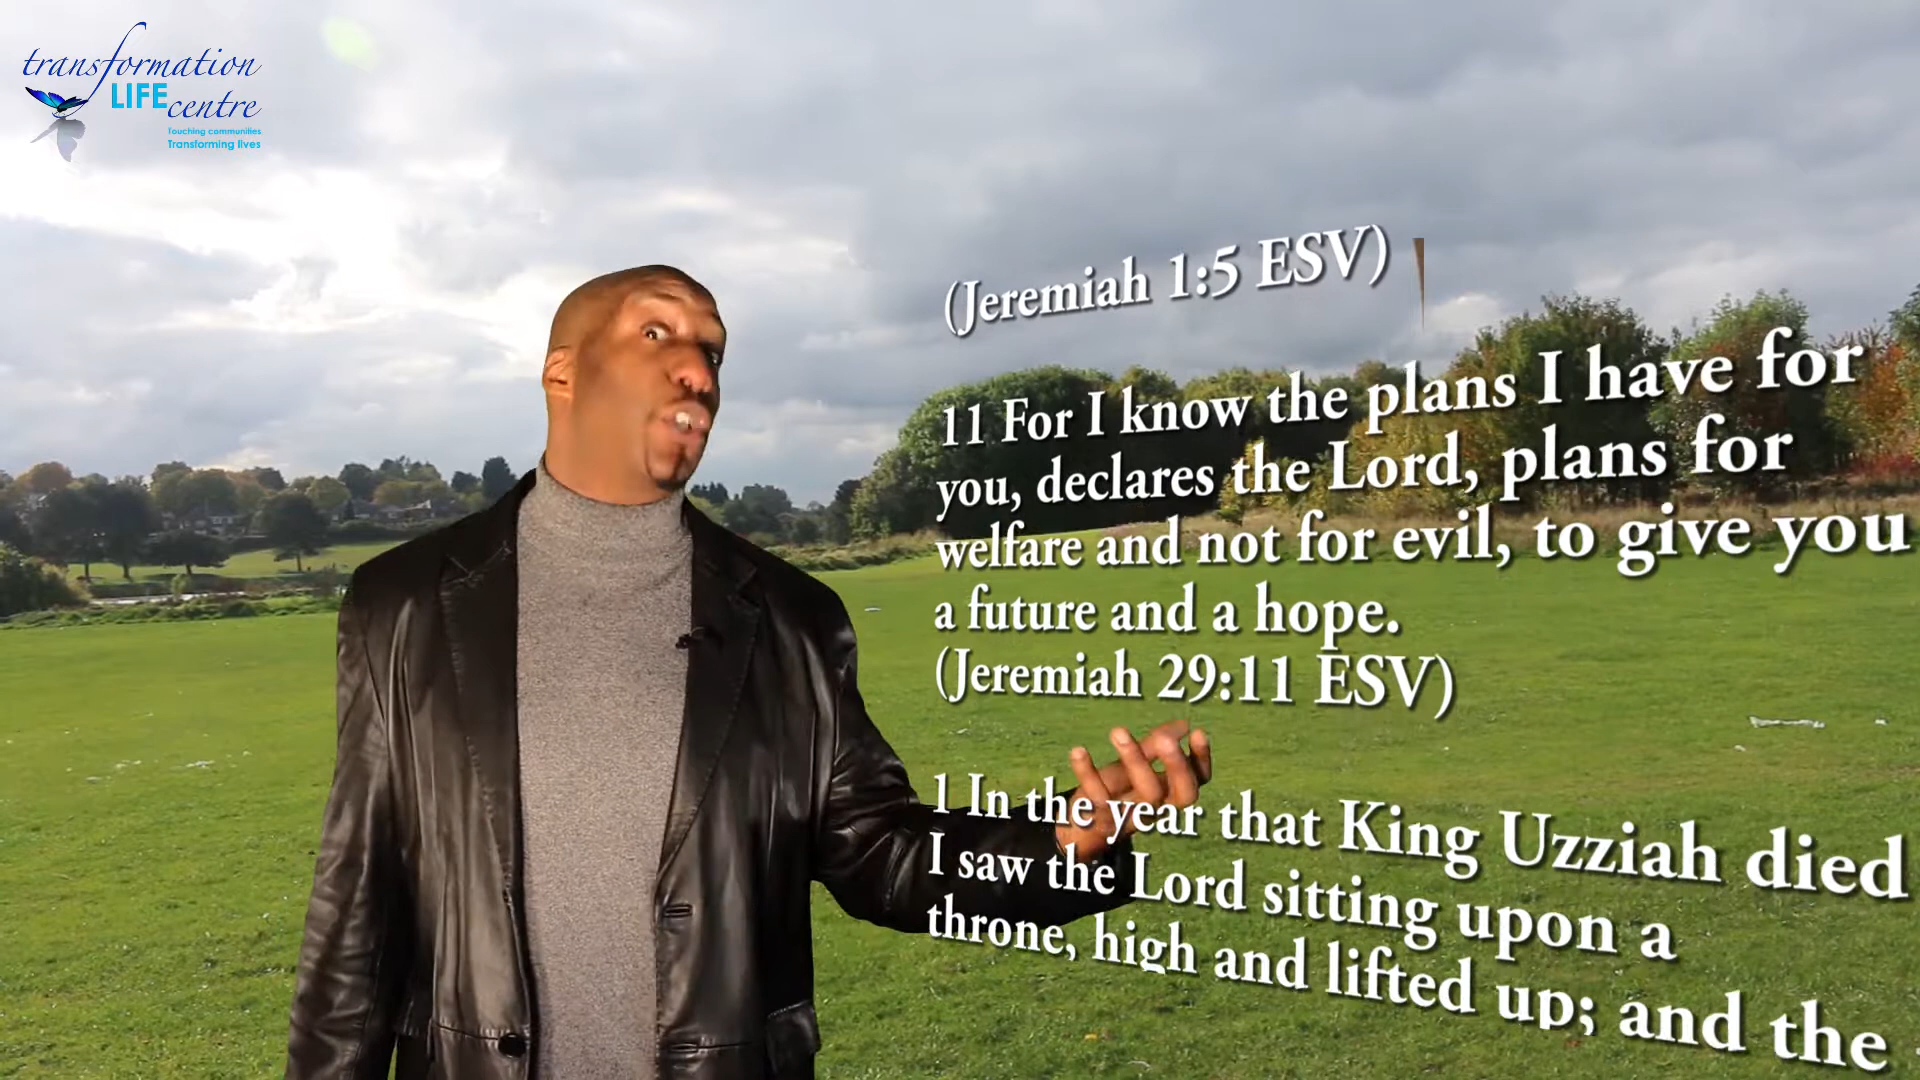 transformation
LIFE centre
Touching communities
Transforming lives
(Jeremiah 1:5 ESV)
11 For I know the plans I have for
you, declares the Lord, plans for
welfare and not for evil, to give you
a future and a hope.
(Jeremiah 29:11 ESV)
1 In the year that King Uzziah died
I saw the Lord sitting upon a
throne, high and lifted up; and the